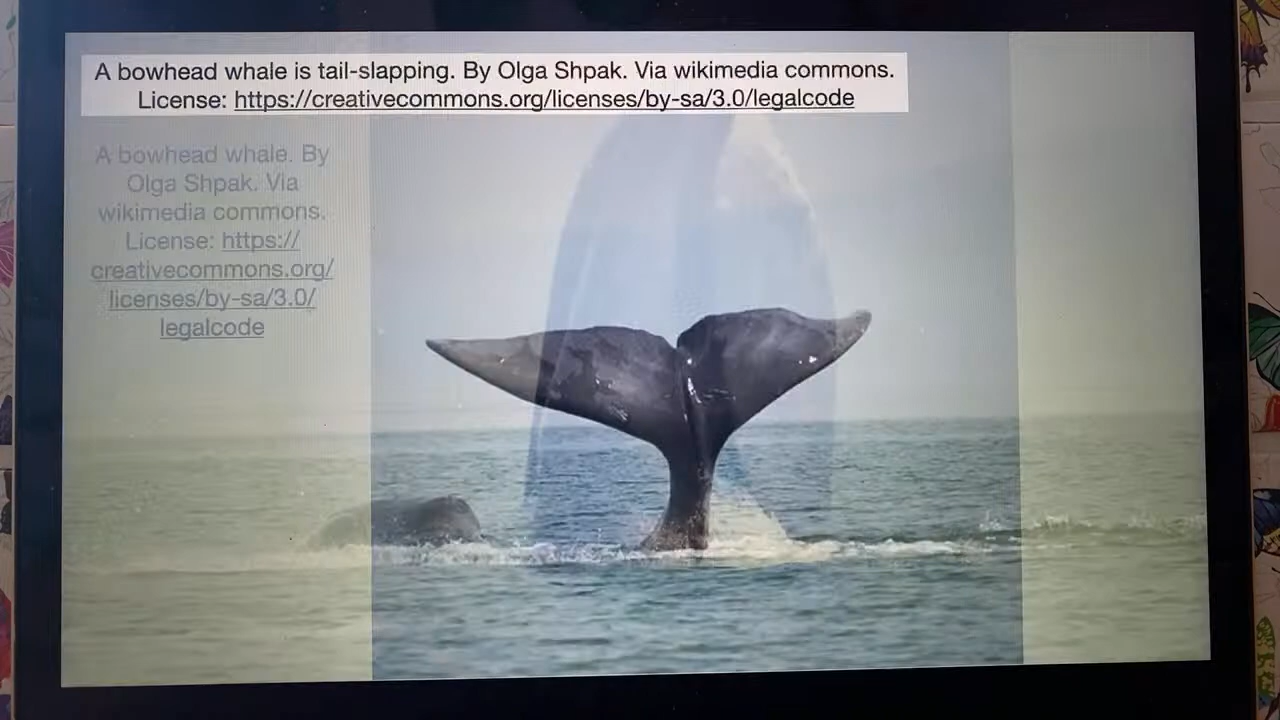 A bowhead whale is tail-slapping. By Olga Shpak. Via wikimedia commons.
License: https://creativecommons.org/licenses/by-sa/3.0/legalcode
A bowhead whale. By
Olga Shpak. Via
wikimedia commons.
License: https://
creativecommons.org/
licenses/by-sa/3.0/
legalcode